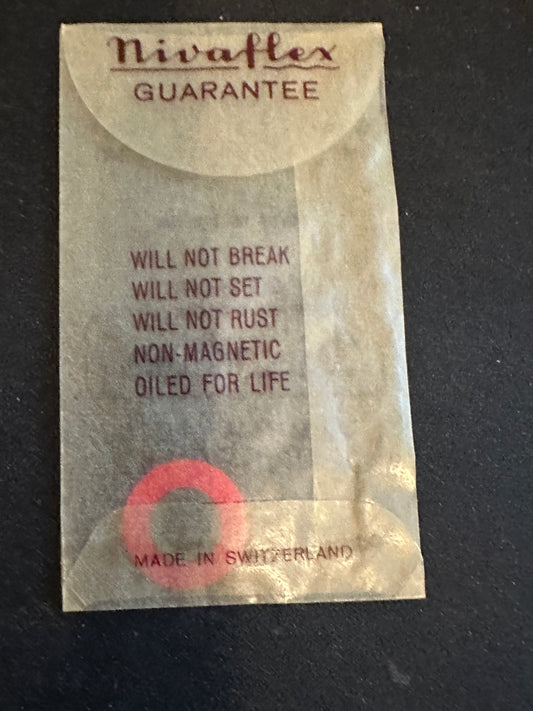 Nivaflex
GUARANTEE
WILL NOT BREAK
WILL NOT SET
WILL NOT RUST
NON-MAGNETIC
OILED FOR LIFE
MADE IN SWITZERLAND